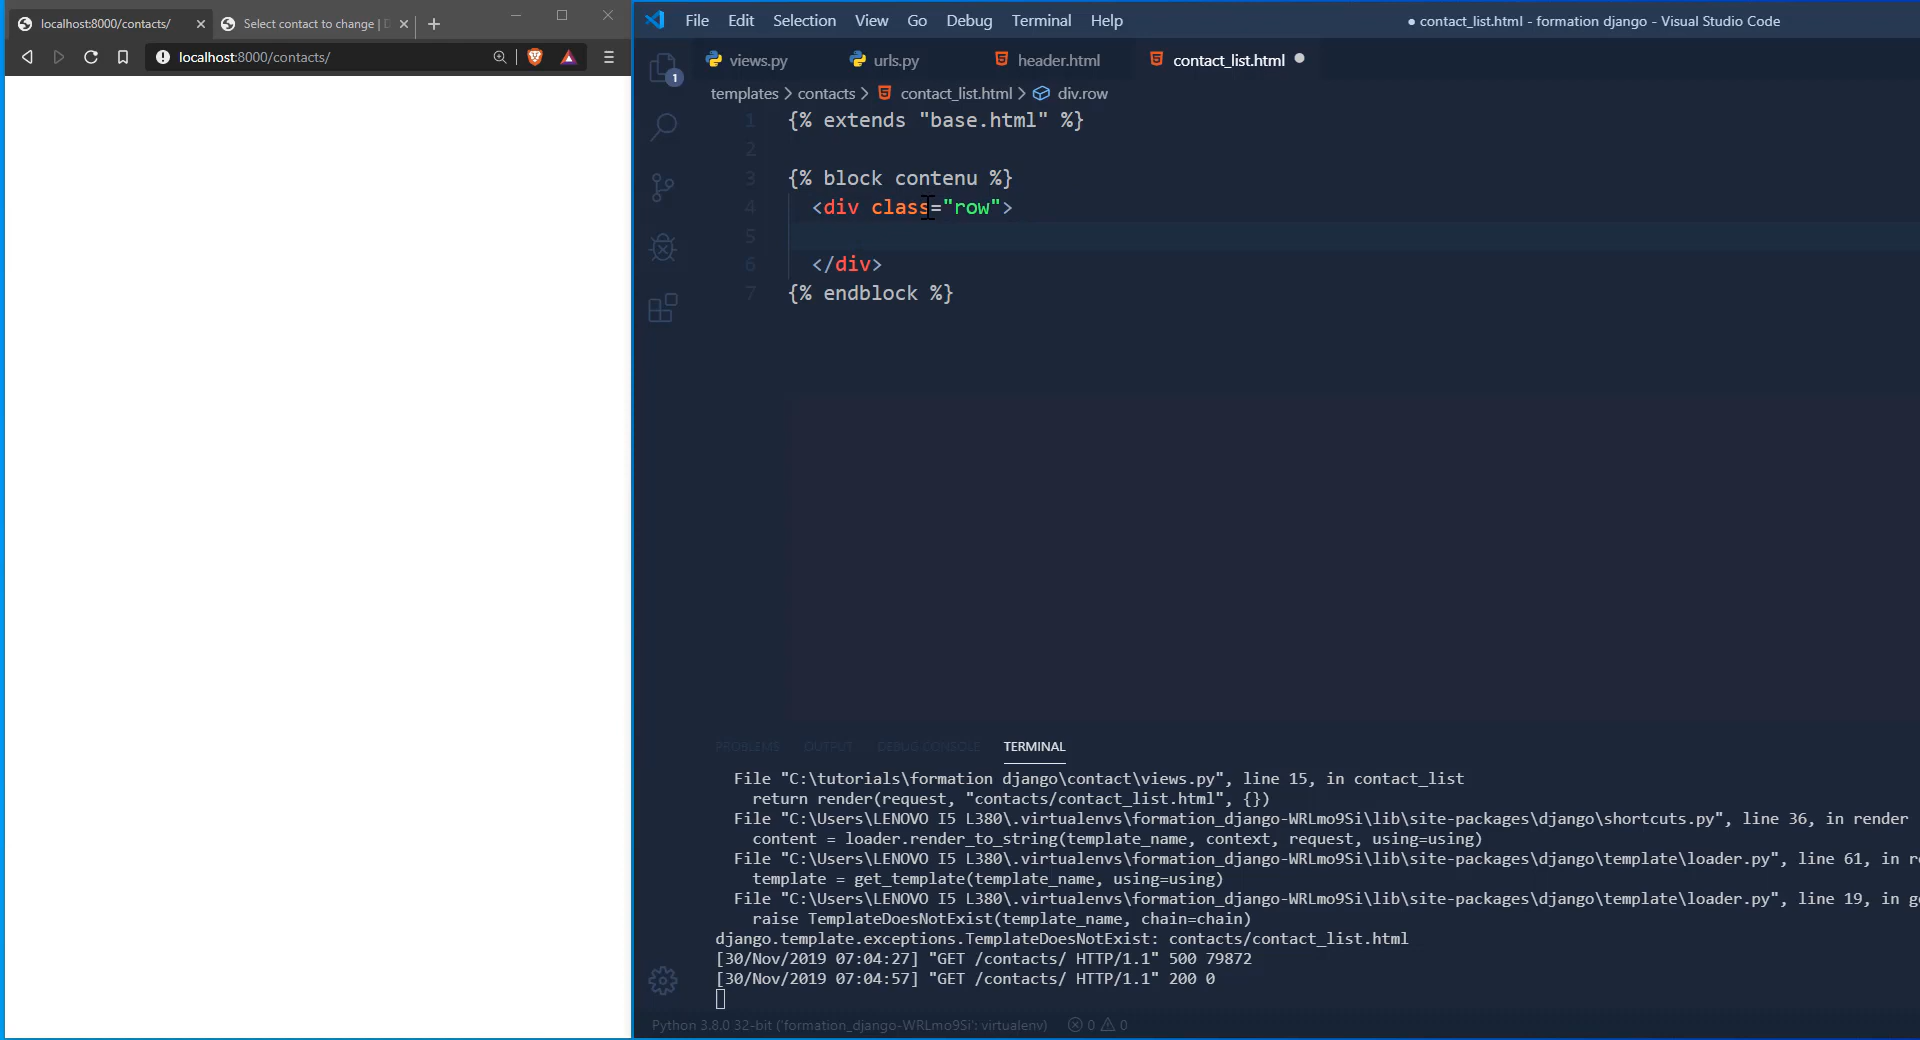 localhost:8000/contacts/
Select contact to change | D
localhost:8000/contacts/
File Edit Selection View Go Debug Terminal Help
● contact_list.html - formation django - Visual Studio Code
1
views.py
urls.py
header.html
contact_list.html
templates > contacts > contact_list.html > div.row
1 {% extends "base.html" %}
2
3 {% block contenu %}
4 <div class="row">
5
6 </div>
7 {% endblock %}
PROBLEMS OUTPUT DEBUG CONSOLE TERMINAL
File "C:\tutorials\formation django\contact\views.py", line 15, in contact_list
return render(request, "contacts/contact_list.html", {})
File "C:\Users\LENOVO I5 L380\.virtualenvs\formation_django-WRLmo9Si\lib\site-packages\django\shortcuts.py", line 36, in render
content = loader.render_to_string(template_name, context, request, using=using)
File "C:\Users\LENOVO I5 L380\.virtualenvs\formation_django-WRLmo9Si\lib\site-packages\django\template\loader.py", line 61, in re
template = get_template(template_name, using=using)
File "C:\Users\LENOVO I5 L380\.virtualenvs\formation_django-WRLmo9Si\lib\site-packages\django\template\loader.py", line 19, in ge
raise TemplateDoesNotExist(template_name, chain=chain)
django.template.exceptions.TemplateDoesNotExist: contacts/contact_list.html
[30/Nov/2019 07:04:27] "GET /contacts/ HTTP/1.1" 500 79872
[30/Nov/2019 07:04:57] "GET /contacts/ HTTP/1.1" 200 0
Python 3.8.0 32-bit ('formation_django-WRLmo9Si': virtualenv) 0 0